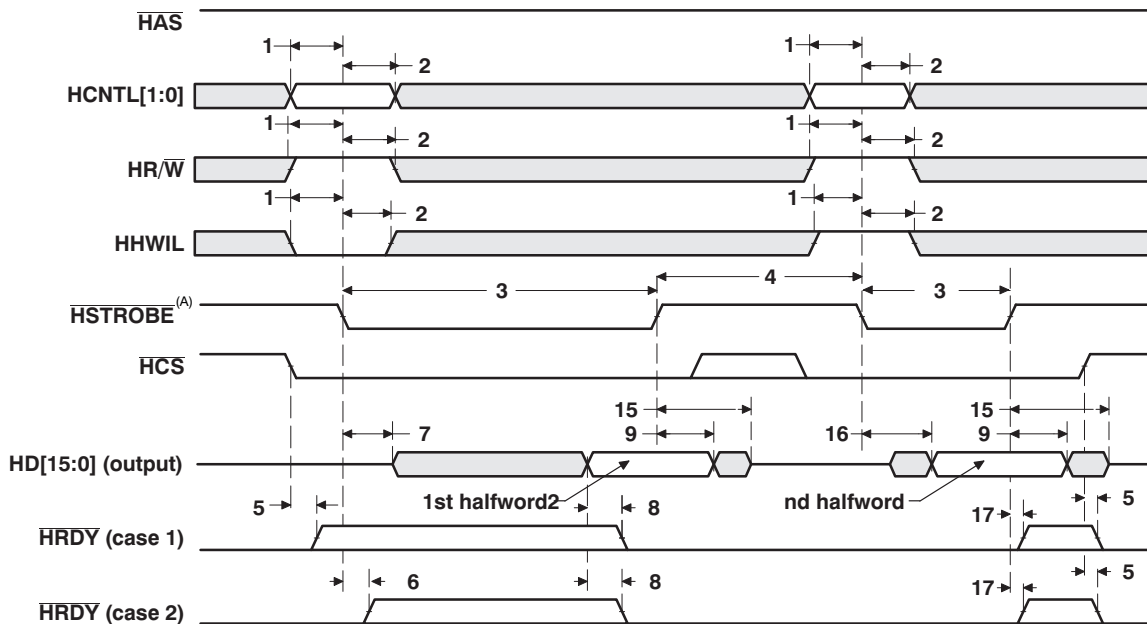 HAS
1 1
2 2
HCNTL[1:0]
1 1
2 2
HR/W
1 1
2 2
HHWIL
4
3 3
HSTROBE(A)
HCS
15 15
7 9 16 9
HD[15:0] (output)
1st halfword2 nd halfword
5 8 5
17
HRDY (case 1)
6 8 5
17
HRDY (case 2)